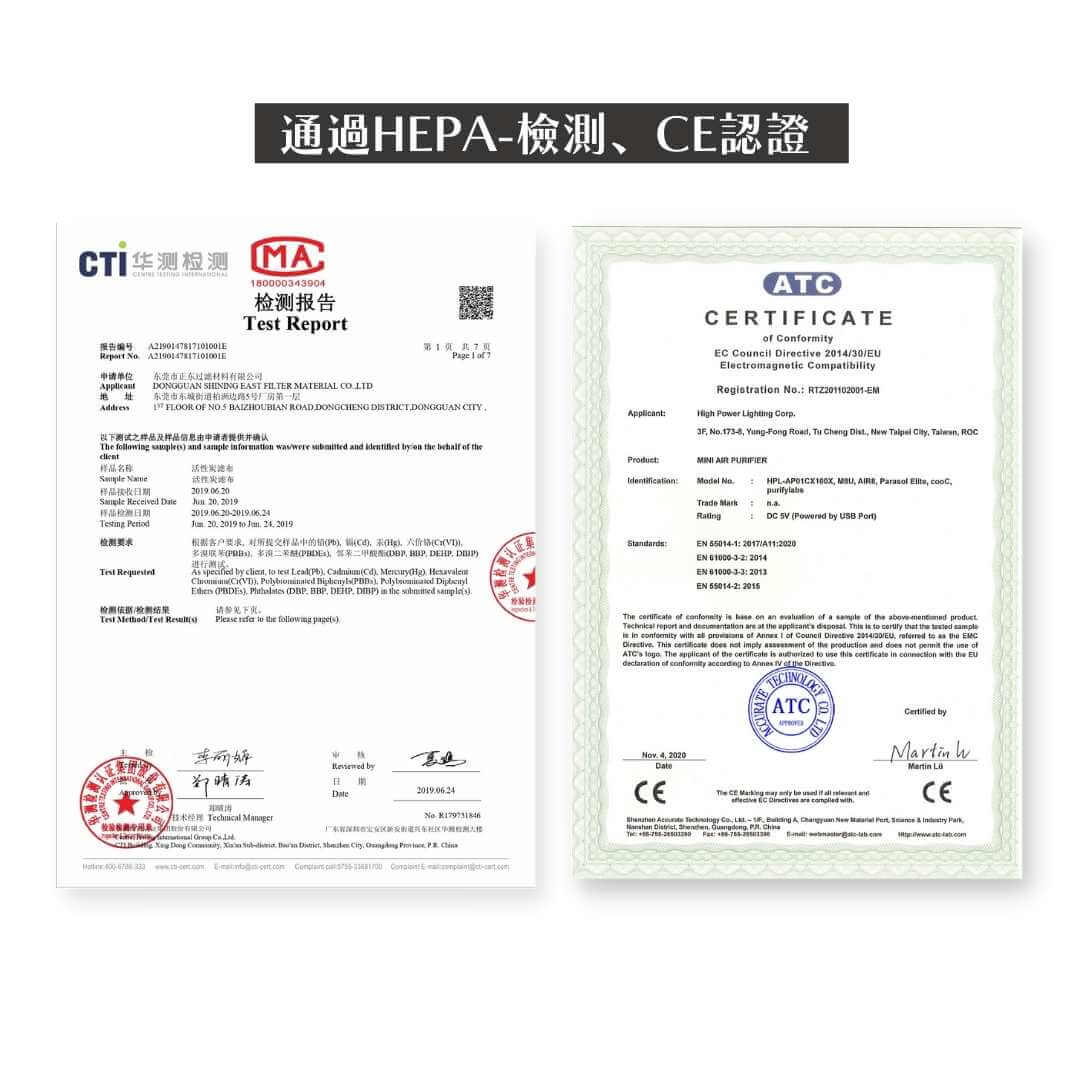 通過HEPA-檢測、CE認證
CTI 华测检测
CENTRE TESTING INTERNATIONAL
MA
180000343904
检测报告
Test Report
报告编号 A2190147817101001E
Report No. A2190147817101001E
第 1 页 共 7 页
Page 1 of 7
申请单位 东莞市正东过滤材料有限公司
Applicant DONGGUAN SHINING EAST FILTER MATERIAL CO.,LTD
地 址 东莞市东城街道柏洲边路5号厂房第一层
Address 1ST FLOOR OF NO.5 BAIZHOUBIAN ROAD,DONGCHENG DISTRICT,DONGGUAN CITY .
以下测试之样品及样品信息由申请者提供并确认
The following sample(s) and sample information was/were submitted and identified by/on the behalf of the
client
样品名称 活性炭滤布
Sample Name 活性炭滤布
样品接收日期 2019.06.20
Sample Received Date Jun. 20, 2019
样品检测日期 2019.06.20-2019.06.24
Testing Period Jun. 20, 2019 to Jun. 24, 2019
检测要求 根据客户要求, 对所提交样品中的铅(Pb), 镉(Cd), 汞(Hg), 六价铬(Cr(VI)),
多溴联苯(PBBs), 多溴二苯醚(PBDEs), 邻苯二甲酸酯(DBP, BBP, DEHP, DIBP)
进行测试。
Test Requested As specified by client, to test Lead(Pb), Cadmium(Cd), Mercury(Hg), Hexavalent
Chromium(Cr(VI)), Polybrominated Biphenyls(PBBs), Polybrominated Diphenyl
Ethers (PBDEs), Phthalates (DBP, BBP, DEHP, DIBP) in the submitted sample(s).
检测依据/检测结果 请参见下页。
Test Method/Test Result(s) Please refer to the following page(s).
主 检
审 核
Reviewed by
Approved by
日 期
Date 2019.06.24
郑晴涛
技术经理 Technical Manager
No. R179731846
广东省深圳市宝安区新安街道兴东社区华测检测大楼
Centre Testing International Group Co.,Ltd.
CTI Building, Xing Dong Community, Xin'an Sub-district, Bao'an District, Shenzhen City, Guangdong Province, P.R. China
Hotline:400-6788-333 www.cti-cert.com E-mail:info@cti-cert.com Complaint call:0755-33681700 Complaint E-mail:complaint@cti-cert.com
ATC
CERTIFICATE
of Conformity
EC Council Directive 2014/30/EU
Electromagnetic Compatibility
Registration No.: RTZ201102001-EM
Applicant: High Power Lighting Corp.
3F, No.173-8, Yung-Fong Road, Tu Cheng Dist., New Taipei City, Taiwan, ROC
Product: MINI AIR PURIFIER
Identification: Model No. : HPL-AP01CX100X, M8U, AIR8, Parasol Elite, cooC,
purifylabs
Trade Mark : n.a.
Rating : DC 5V (Powered by USB Port)
Standards: EN 55014-1: 2017/A11:2020
EN 61000-3-2: 2014
EN 61000-3-3: 2013
EN 55014-2: 2015
The certificate of conformity is base on an evaluation of a sample of the above-mentioned product.
Technical report and documentation are at the applicant's disposal. This is to certify that the tested sample
is in conformity with all provisions of Annex I of Council Directive 2014/30/EU, referred to as the EMC
Directive. This certificate does not imply assessment of the production and does not permit the use of
ATC's logo. The applicant of the certificate is authorized to use this certificate in connection with the EU
declaration of conformity according to Annex IV of the Directive.
ACCURATE TECHNOLOGY CO. LTD
ATC
APPROVED
Certified by
Martin Lü
Nov. 4, 2020
Date
Martin Lü
CE
The CE Marking may only be used if all relevant and
effective EC Directives are complied with.
CE
Shenzhen Accurate Technology Co., Ltd. – 1/F., Building A, Changyuan New Material Port, Science & Industry Park,
Nanshan District, Shenzhen, Guangdong, P.R. China
Tel: +86-755-26503290 Fax: +86-755-26503396 E-mail: webmaster@atc-lab.com Http://www.atc-lab.com